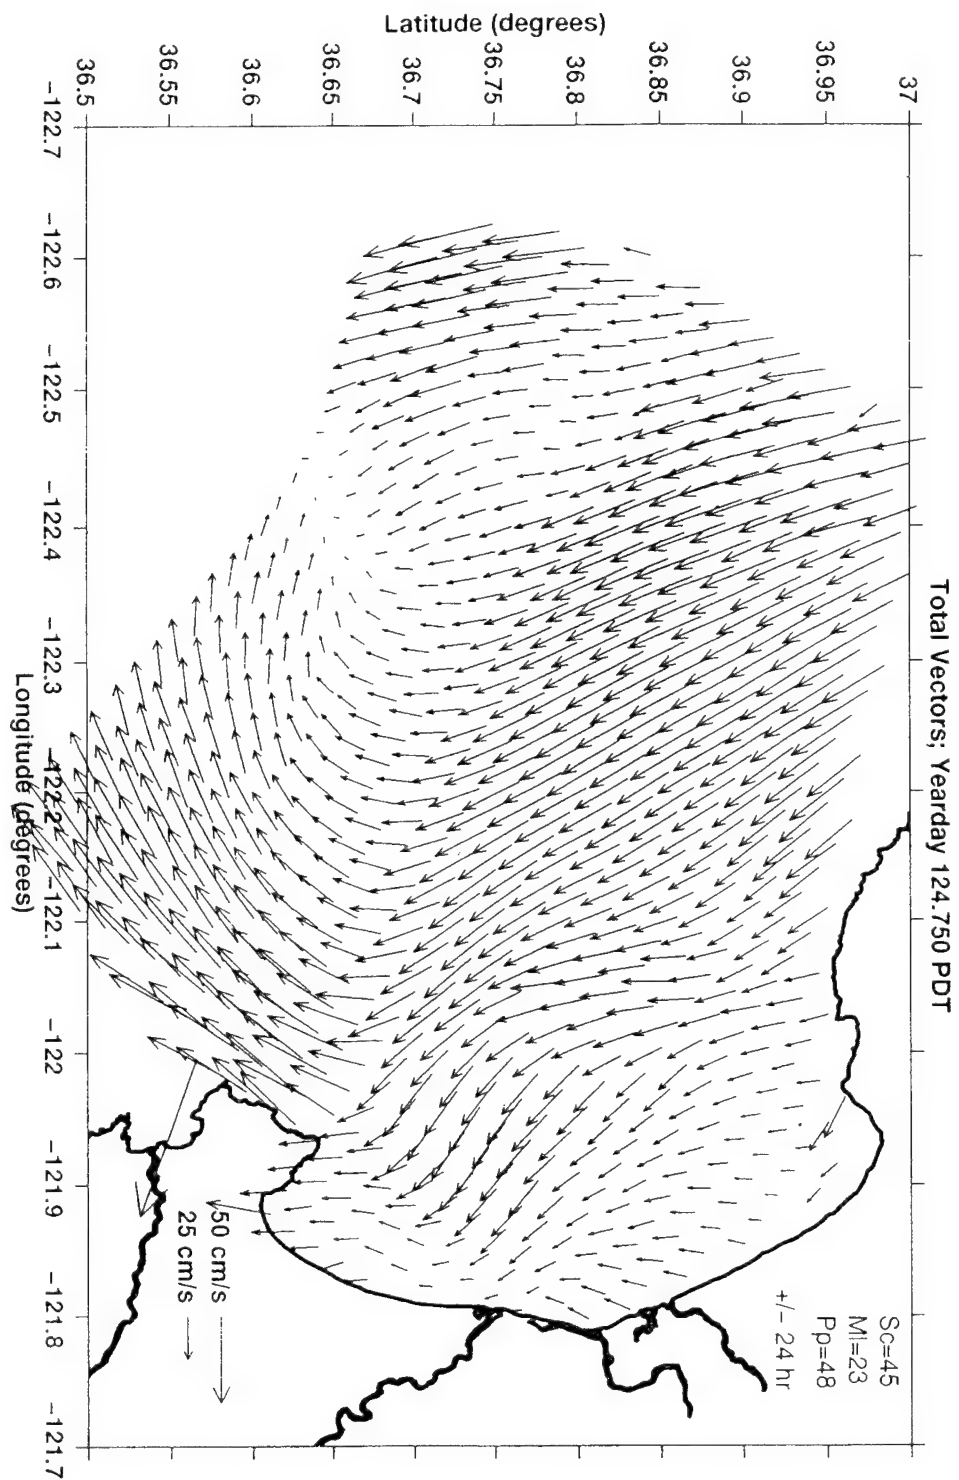 Total Vectors; Yearday 124.750 PDT
Latitude (degrees)
37
36.95
36.9
36.85
36.8
36.75
36.7
36.65
36.6
36.55
36.5
Sc=45
Ml=23
Pp=48
+/− 24 hr
50 cm/s
25 cm/s
−122.7
−122.6
−122.5
−122.4
−122.3
−122.2
−122.1
−122
−121.9
−121.8
−121.7
Longitude (degrees)